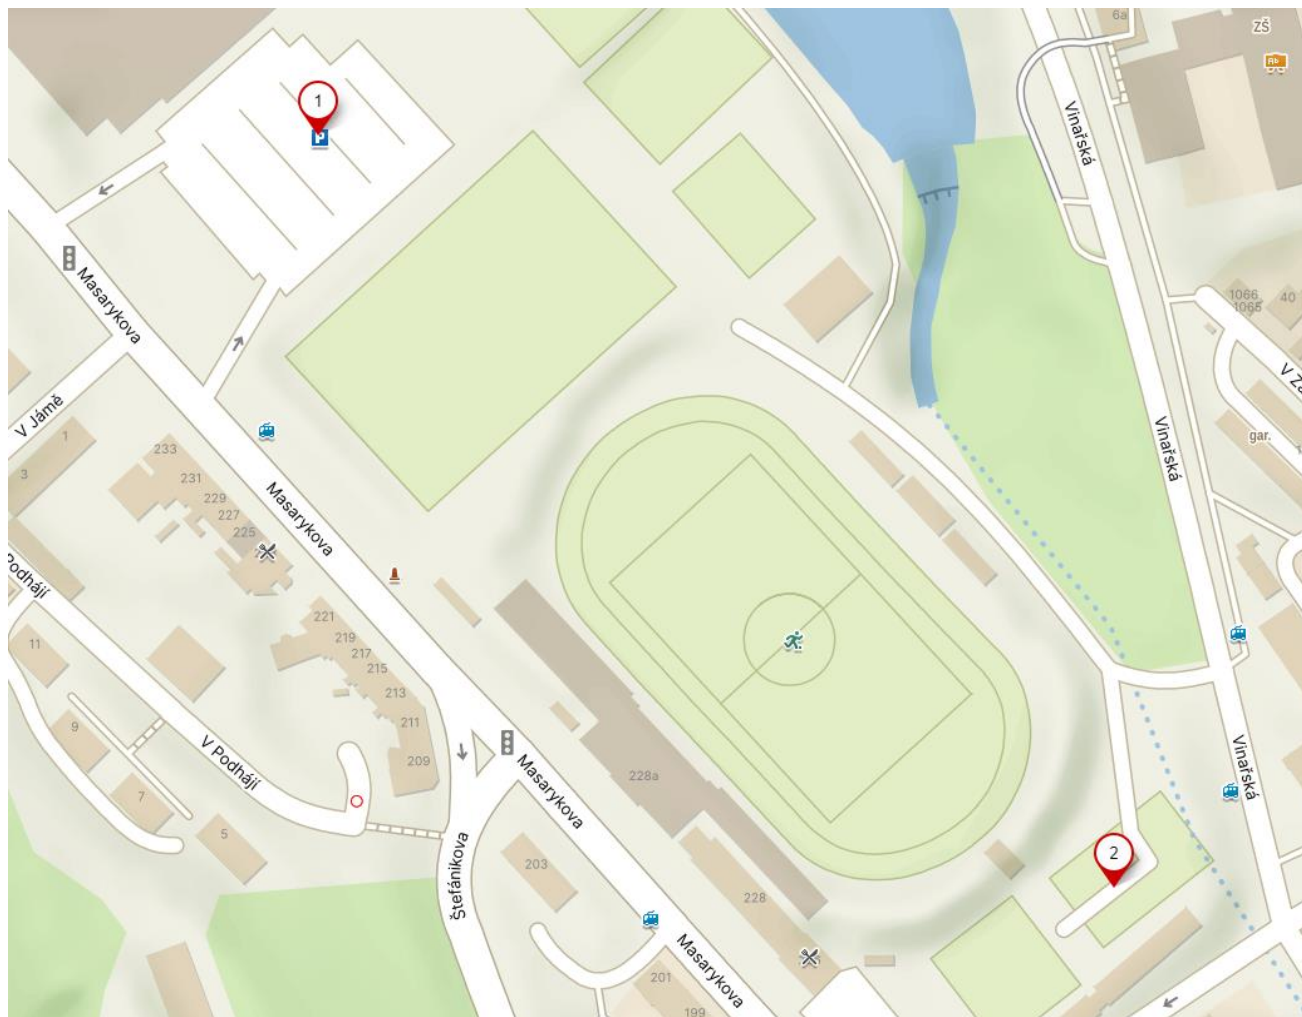 6a
ZŠ
Ab
1
P
Vinařská
Masarykova
1066
1065
40
V Jámě
Vinařská
gar.
1
3
233
231
229
227
225
Masarykova
Podhájí
221
219
217
215
213
211
209
11
9
7
5
V Podhájí
Masarykova
228a
Vinařská
2
203
Štefánikova
228
Masarykova
201
199